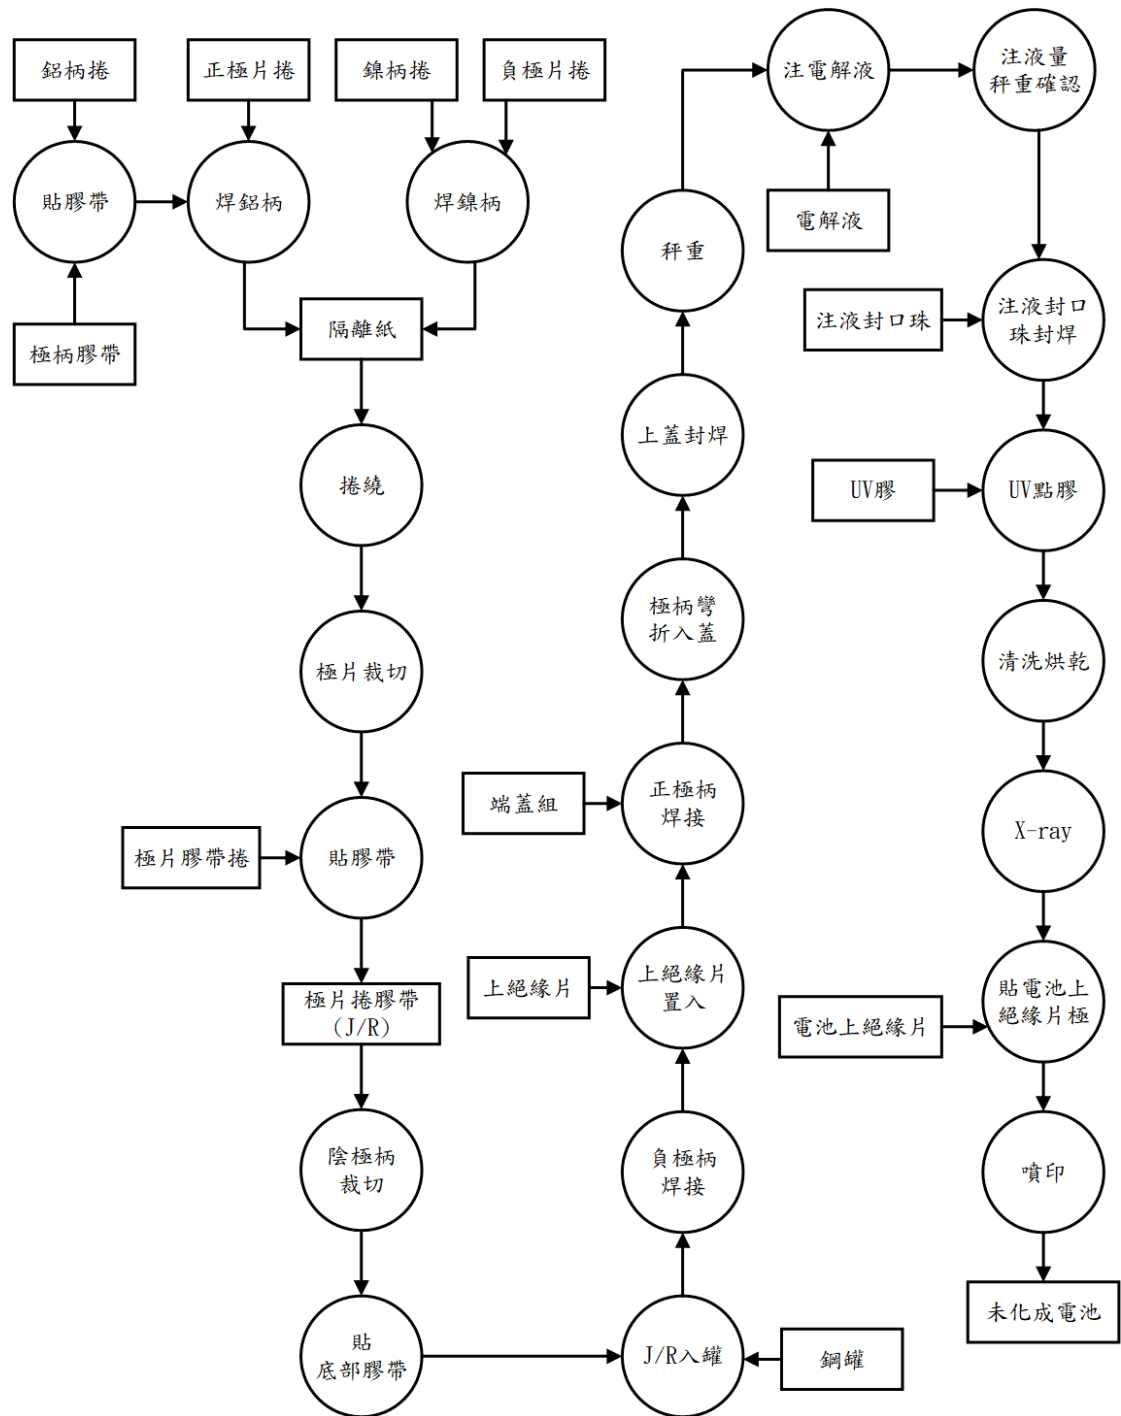 鋁柄捲
正極片捲
鎳柄捲
負極片捲
貼膠帶
焊鋁柄
焊鎳柄
極柄膠帶
隔離紙
捲繞
極片裁切
極片膠帶捲
貼膠帶
極片捲膠帶
(J/R)
陰極柄
裁切
貼
底部膠帶
J/R入罐
鋼罐
負極柄
焊接
上絕緣片
上絕緣片
置入
端蓋組
正極柄
焊接
極柄彎
折入蓋
上蓋封焊
秤重
注電解液
電解液
注液量
秤重確認
注液封口珠
注液封口
珠封焊
UV膠
UV點膠
清洗烘乾
X-ray
電池上絕緣片
貼電池上
絕緣片極
噴印
未化成電池